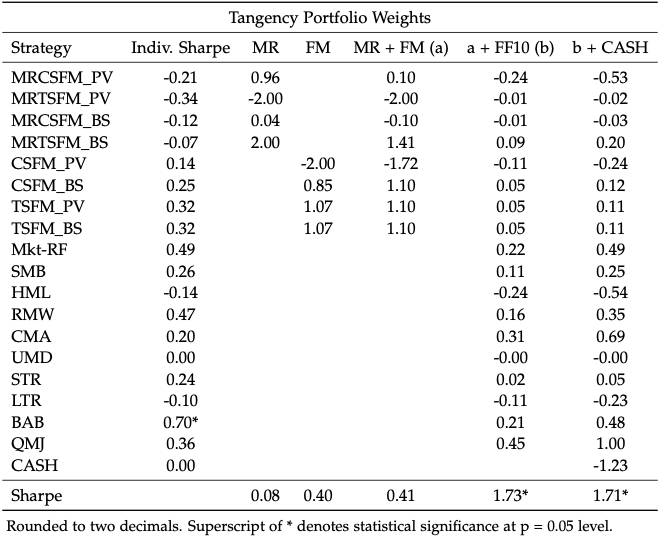 Tangency Portfolio Weights
Strategy Indiv. Sharpe MR FM MR + FM (a) a + FF10 (b) b + CASH
MRCSFM_PV -0.21 0.96 0.10 -0.24 -0.53
MRTSFM_PV -0.34 -2.00 -2.00 -0.01 -0.02
MRCSFM_BS -0.12 0.04 -0.10 -0.01 -0.03
MRTSFM_BS -0.07 2.00 1.41 0.09 0.20
CSFM_PV 0.14 -2.00 -1.72 -0.11 -0.24
CSFM_BS 0.25 0.85 1.10 0.05 0.12
TSFM_PV 0.32 1.07 1.10 0.05 0.11
TSFM_BS 0.32 1.07 1.10 0.05 0.11
Mkt-RF 0.49 0.22 0.49
SMB 0.26 0.11 0.25
HML -0.14 -0.24 -0.54
RMW 0.47 0.16 0.35
CMA 0.20 0.31 0.69
UMD 0.00 -0.00 -0.00
STR 0.24 0.02 0.05
LTR -0.10 -0.11 -0.23
BAB 0.70* 0.21 0.48
QMJ 0.36 0.45 1.00
CASH 0.00 -1.23
Sharpe 0.08 0.40 0.41 1.73* 1.71*
Rounded to two decimals. Superscript of * denotes statistical significance at p = 0.05 level.